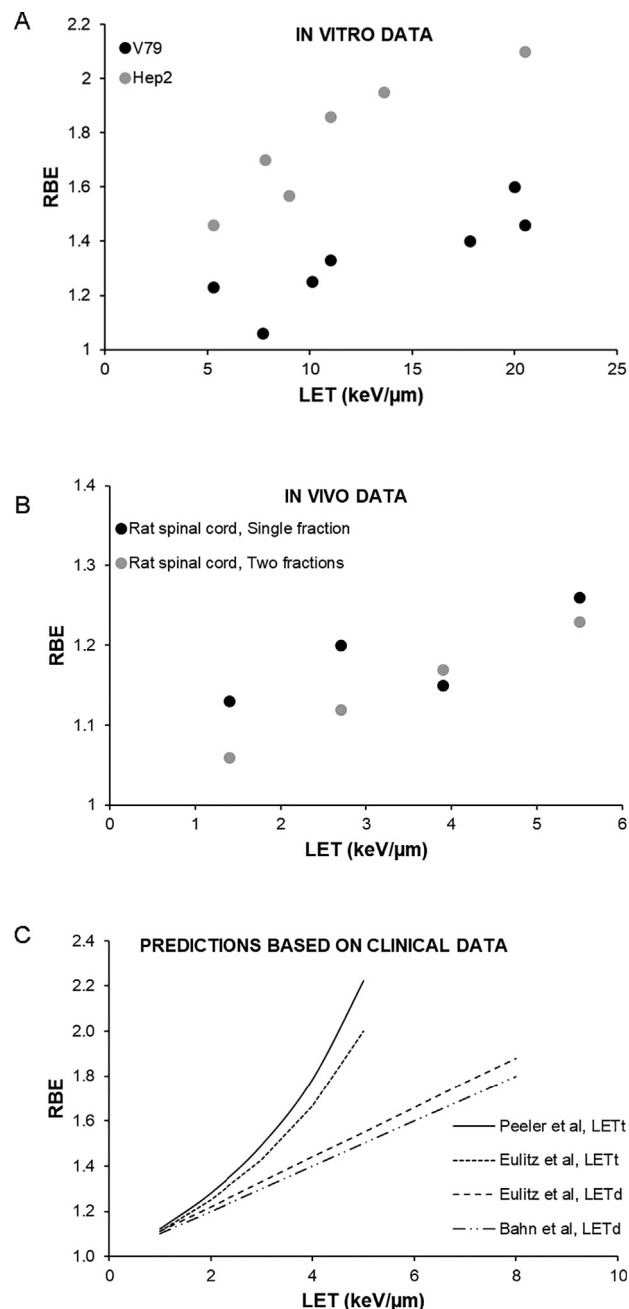 A
IN VITRO DATA
V79
Hep2
2.2
2
1.8
1.6
1.4
1.2
1
RBE
0
5
10
15
20
25
LET (keV/μm)
B
IN VIVO DATA
Rat spinal cord, Single fraction
Rat spinal cord, Two fractions
1.4
1.3
1.2
1.1
1
RBE
0
1
2
3
4
5
6
LET (keV/μm)
C
PREDICTIONS BASED ON CLINICAL DATA
2.4
2.2
2.0
1.8
1.6
1.4
1.2
1.0
RBE
Peeler et al, LETt
Eulitz et al, LETt
Eulitz et al, LETd
Bahn et al, LETd
0
2
4
6
8
10
LET (keV/μm)